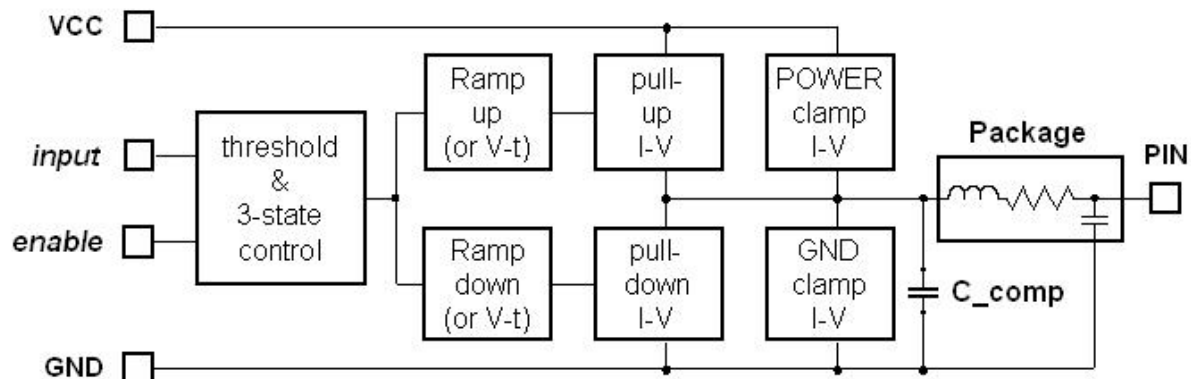 VCC
input
enable
GND
threshold
&
3-state
control
Ramp
up
(or V-t)
Ramp
down
(or V-t)
pull-
up
I-V
pull-
down
I-V
POWER
clamp
I-V
GND
clamp
I-V
C_comp
Package
PIN